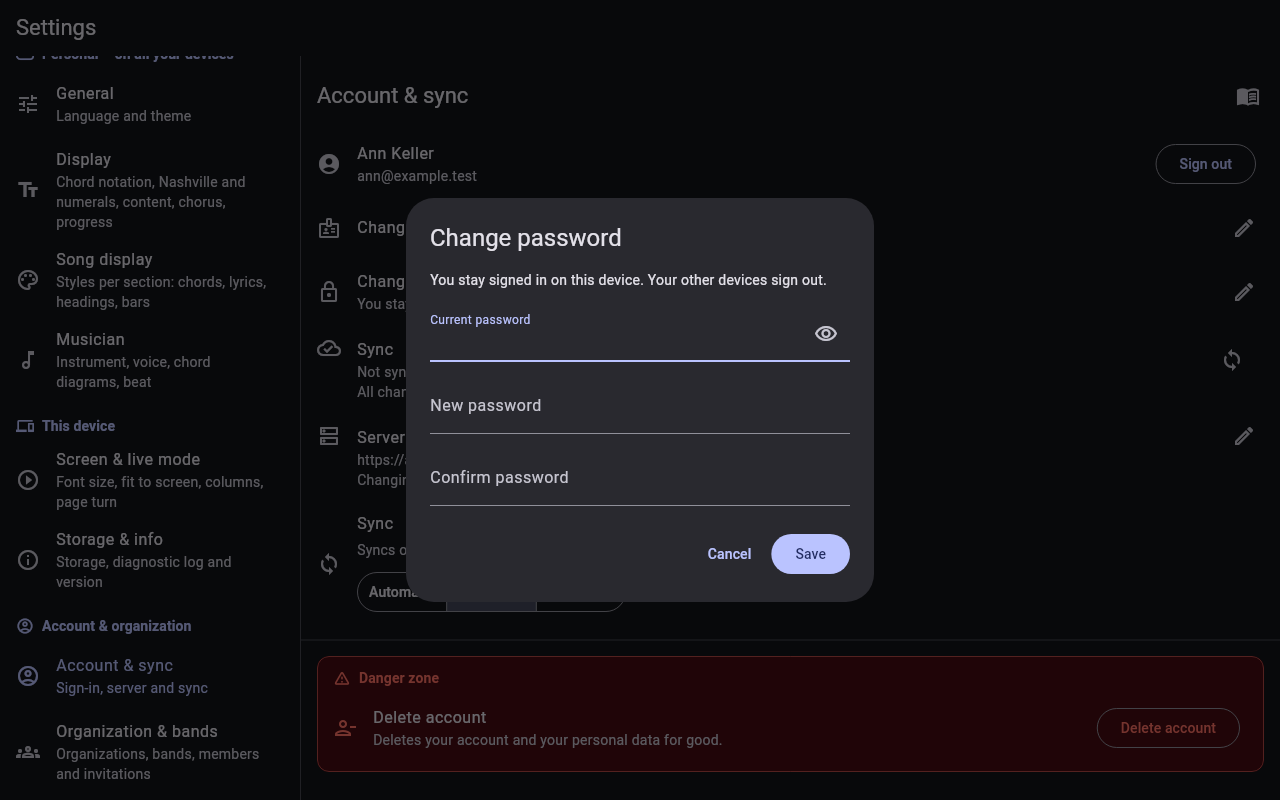 Settings
Personal – on all your devices
General
Language and theme
Display
Chord notation, Nashville and
numerals, content, chorus,
progress
Song display
Styles per section: chords, lyrics,
headings, bars
Musician
Instrument, voice, chord
diagrams, beat
This device
Screen & live mode
Font size, fit to screen, columns,
page turn
Storage & info
Storage, diagnostic log and
version
Account & organization
Account & sync
Sign-in, server and sync
Organization & bands
Organizations, bands, members
and invitations
Account & sync
Ann Keller
ann@example.test
Sign out
Chang
Chang
You sta
Sync
Not syn
All char
Server
https://
Changin
Sync
Syncs o
Automa
Change password
You stay signed in on this device. Your other devices sign out.
Current password
New password
Confirm password
Cancel
Save
Danger zone
Delete account
Deletes your account and your personal data for good.
Delete account